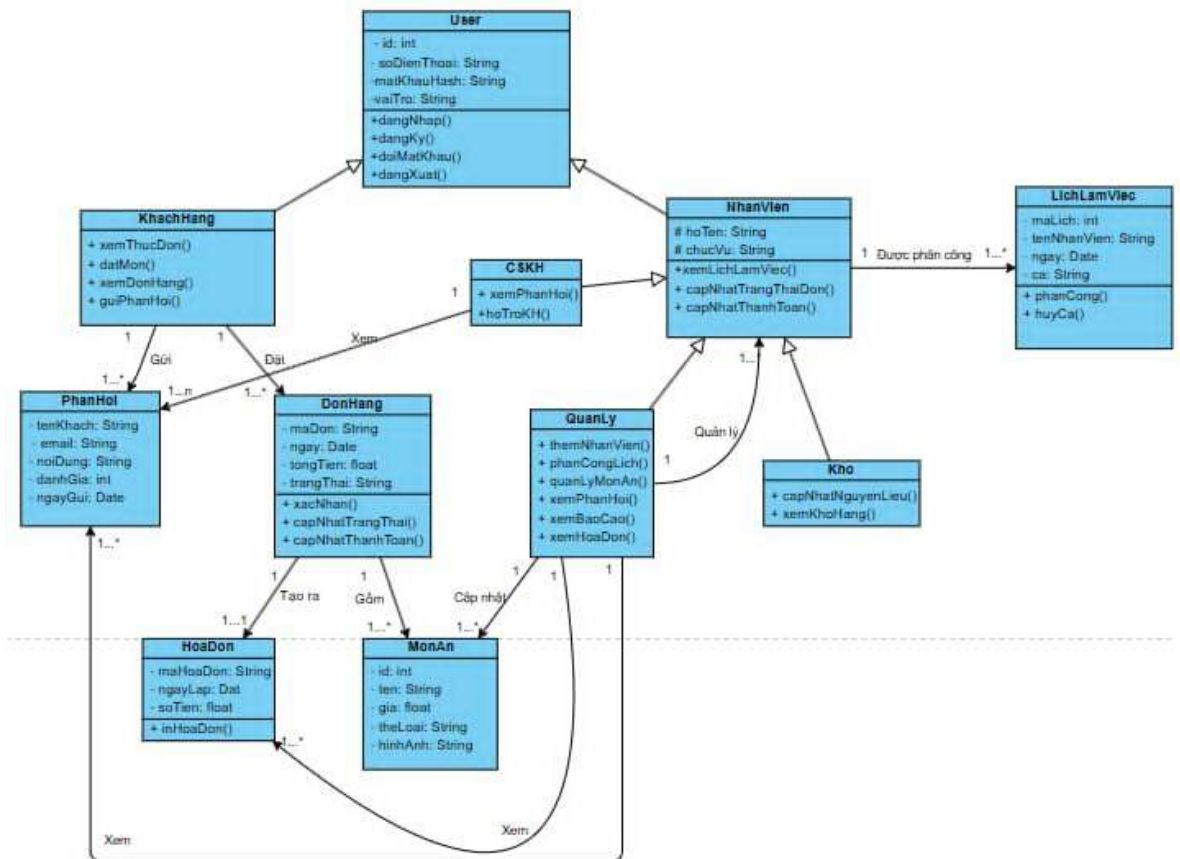 User
- id: int
- soDienThoai: String
-matKhauHash: String
-vaiTro: String
+dangNhap()
+dangKy()
+doiMatKhau()
+dangXuat()
KhachHang
+ xemThucDon()
+ datMon()
+ xemDonHang()
+ guiPhanHoi()
CSKH
+ xemPhanHoi()
+hoTroKH()
NhanVien
# hoTen: String
# chucVu: String
+xemLichLamViec()
+ capNhatTrangThaiDon()
+ capNhatThanhToan()
1 Được phân công 1...*
LichLamViec
- maLich: int
- tenNhanVien: String
- ngay: Date
- ca: String
+ phanCong()
+ huyCa()
1
Gửi
1...*
1
Đặt
1...*
1
Xem
1...n
PhanHoi
- tenKhach: String
- email: String
- noiDung: String
- danhGia: int
- ngayGui: Date
1...*
DonHang
- maDon: String
- ngay: Date
- tongTien: float
- trangThai: String
+ xacNhan()
+ capNhatTrangThai()
+ capNhatThanhToan()
QuanLy
+ themNhanVien()
+ phanCongLich()
+ quanLyMonAn()
+ xemPhanHoi()
+ xemBaoCao()
+ xemHoaDon()
1...
Quản lý
1
Kho
+ capNhatNguyenLieu()
+ xemKhoHang()
1
Tạo ra
1...1
1
Gồm
1...*
1
Cập nhật
1...*
1
1
HoaDon
- maHoaDon: String
- ngayLap: Dat
- soTien: float
+ inHoaDon()
1...*
MonAn
- id: int
- ten: String
- gia: float
- theLoai: String
- hinhAnh: String
Xem
Xem